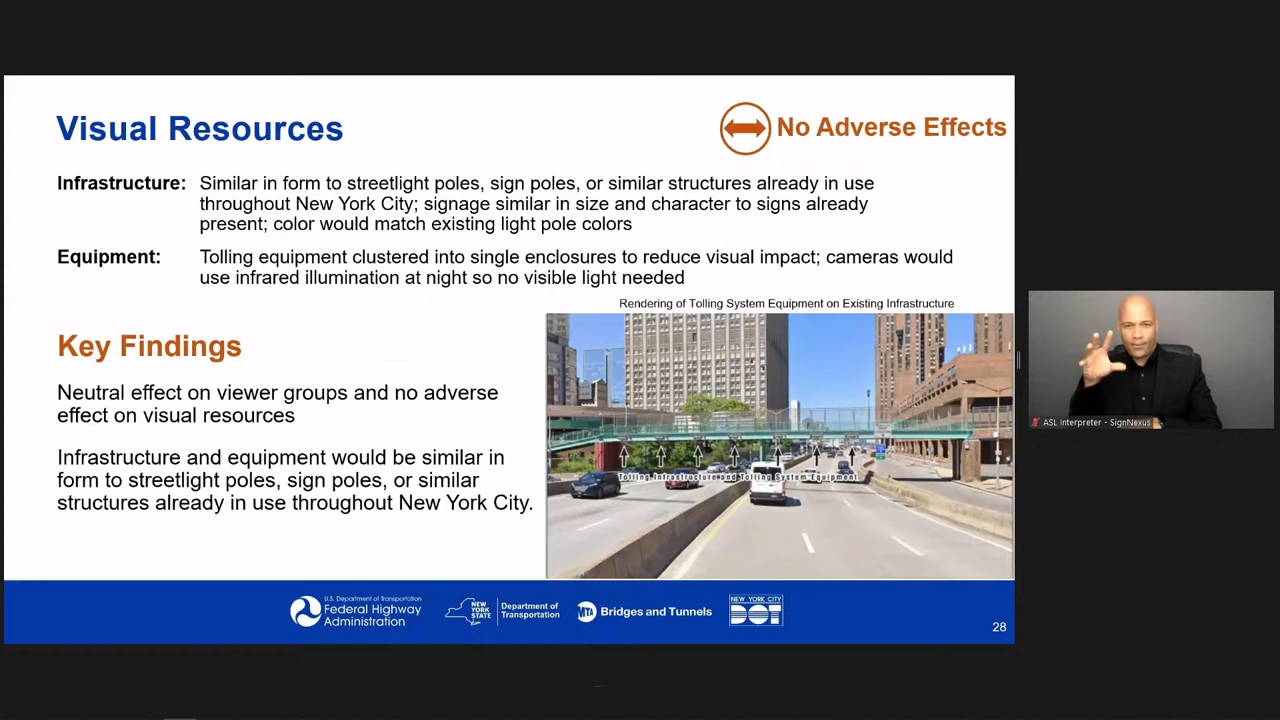 Visual Resources
No Adverse Effects
Infrastructure: Similar in form to streetlight poles, sign poles, or similar structures already in use
throughout New York City; signage similar in size and character to signs already
present; color would match existing light pole colors
Equipment: Tolling equipment clustered into single enclosures to reduce visual impact; cameras would
use infrared illumination at night so no visible light needed
Rendering of Tolling System Equipment on Existing Infrastructure
Key Findings
Neutral effect on viewer groups and no adverse
effect on visual resources
Infrastructure and equipment would be similar in
form to streetlight poles, sign poles, or similar
structures already in use throughout New York City.
Tolling Infrastructure and Tolling System Equipment
ASL Interpreter - SignNexus
U.S. Department of Transportation
Federal Highway
Administration
NEW
YORK
STATE
Department of
Transportation
MTA Bridges and Tunnels
NEW YORK CITY
DOT
28